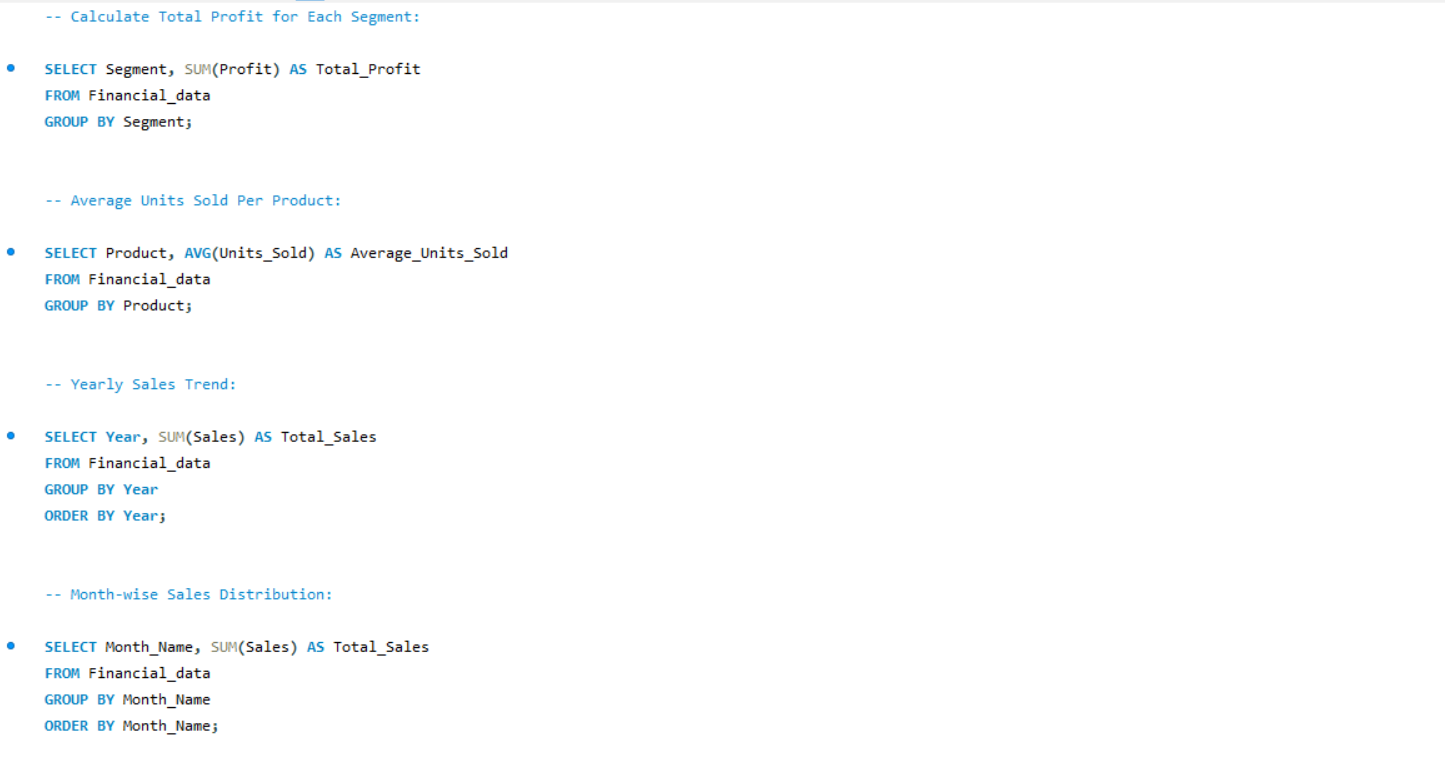 -- Calculate Total Profit for Each Segment:
SELECT Segment, SUM(Profit) AS Total_Profit
FROM Financial_data
GROUP BY Segment;
-- Average Units Sold Per Product:
SELECT Product, AVG(Units_Sold) AS Average_Units_Sold
FROM Financial_data
GROUP BY Product;
-- Yearly Sales Trend:
SELECT Year, SUM(Sales) AS Total_Sales
FROM Financial_data
GROUP BY Year
ORDER BY Year;
-- Month-wise Sales Distribution:
SELECT Month_Name, SUM(Sales) AS Total_Sales
FROM Financial_data
GROUP BY Month_Name
ORDER BY Month_Name;